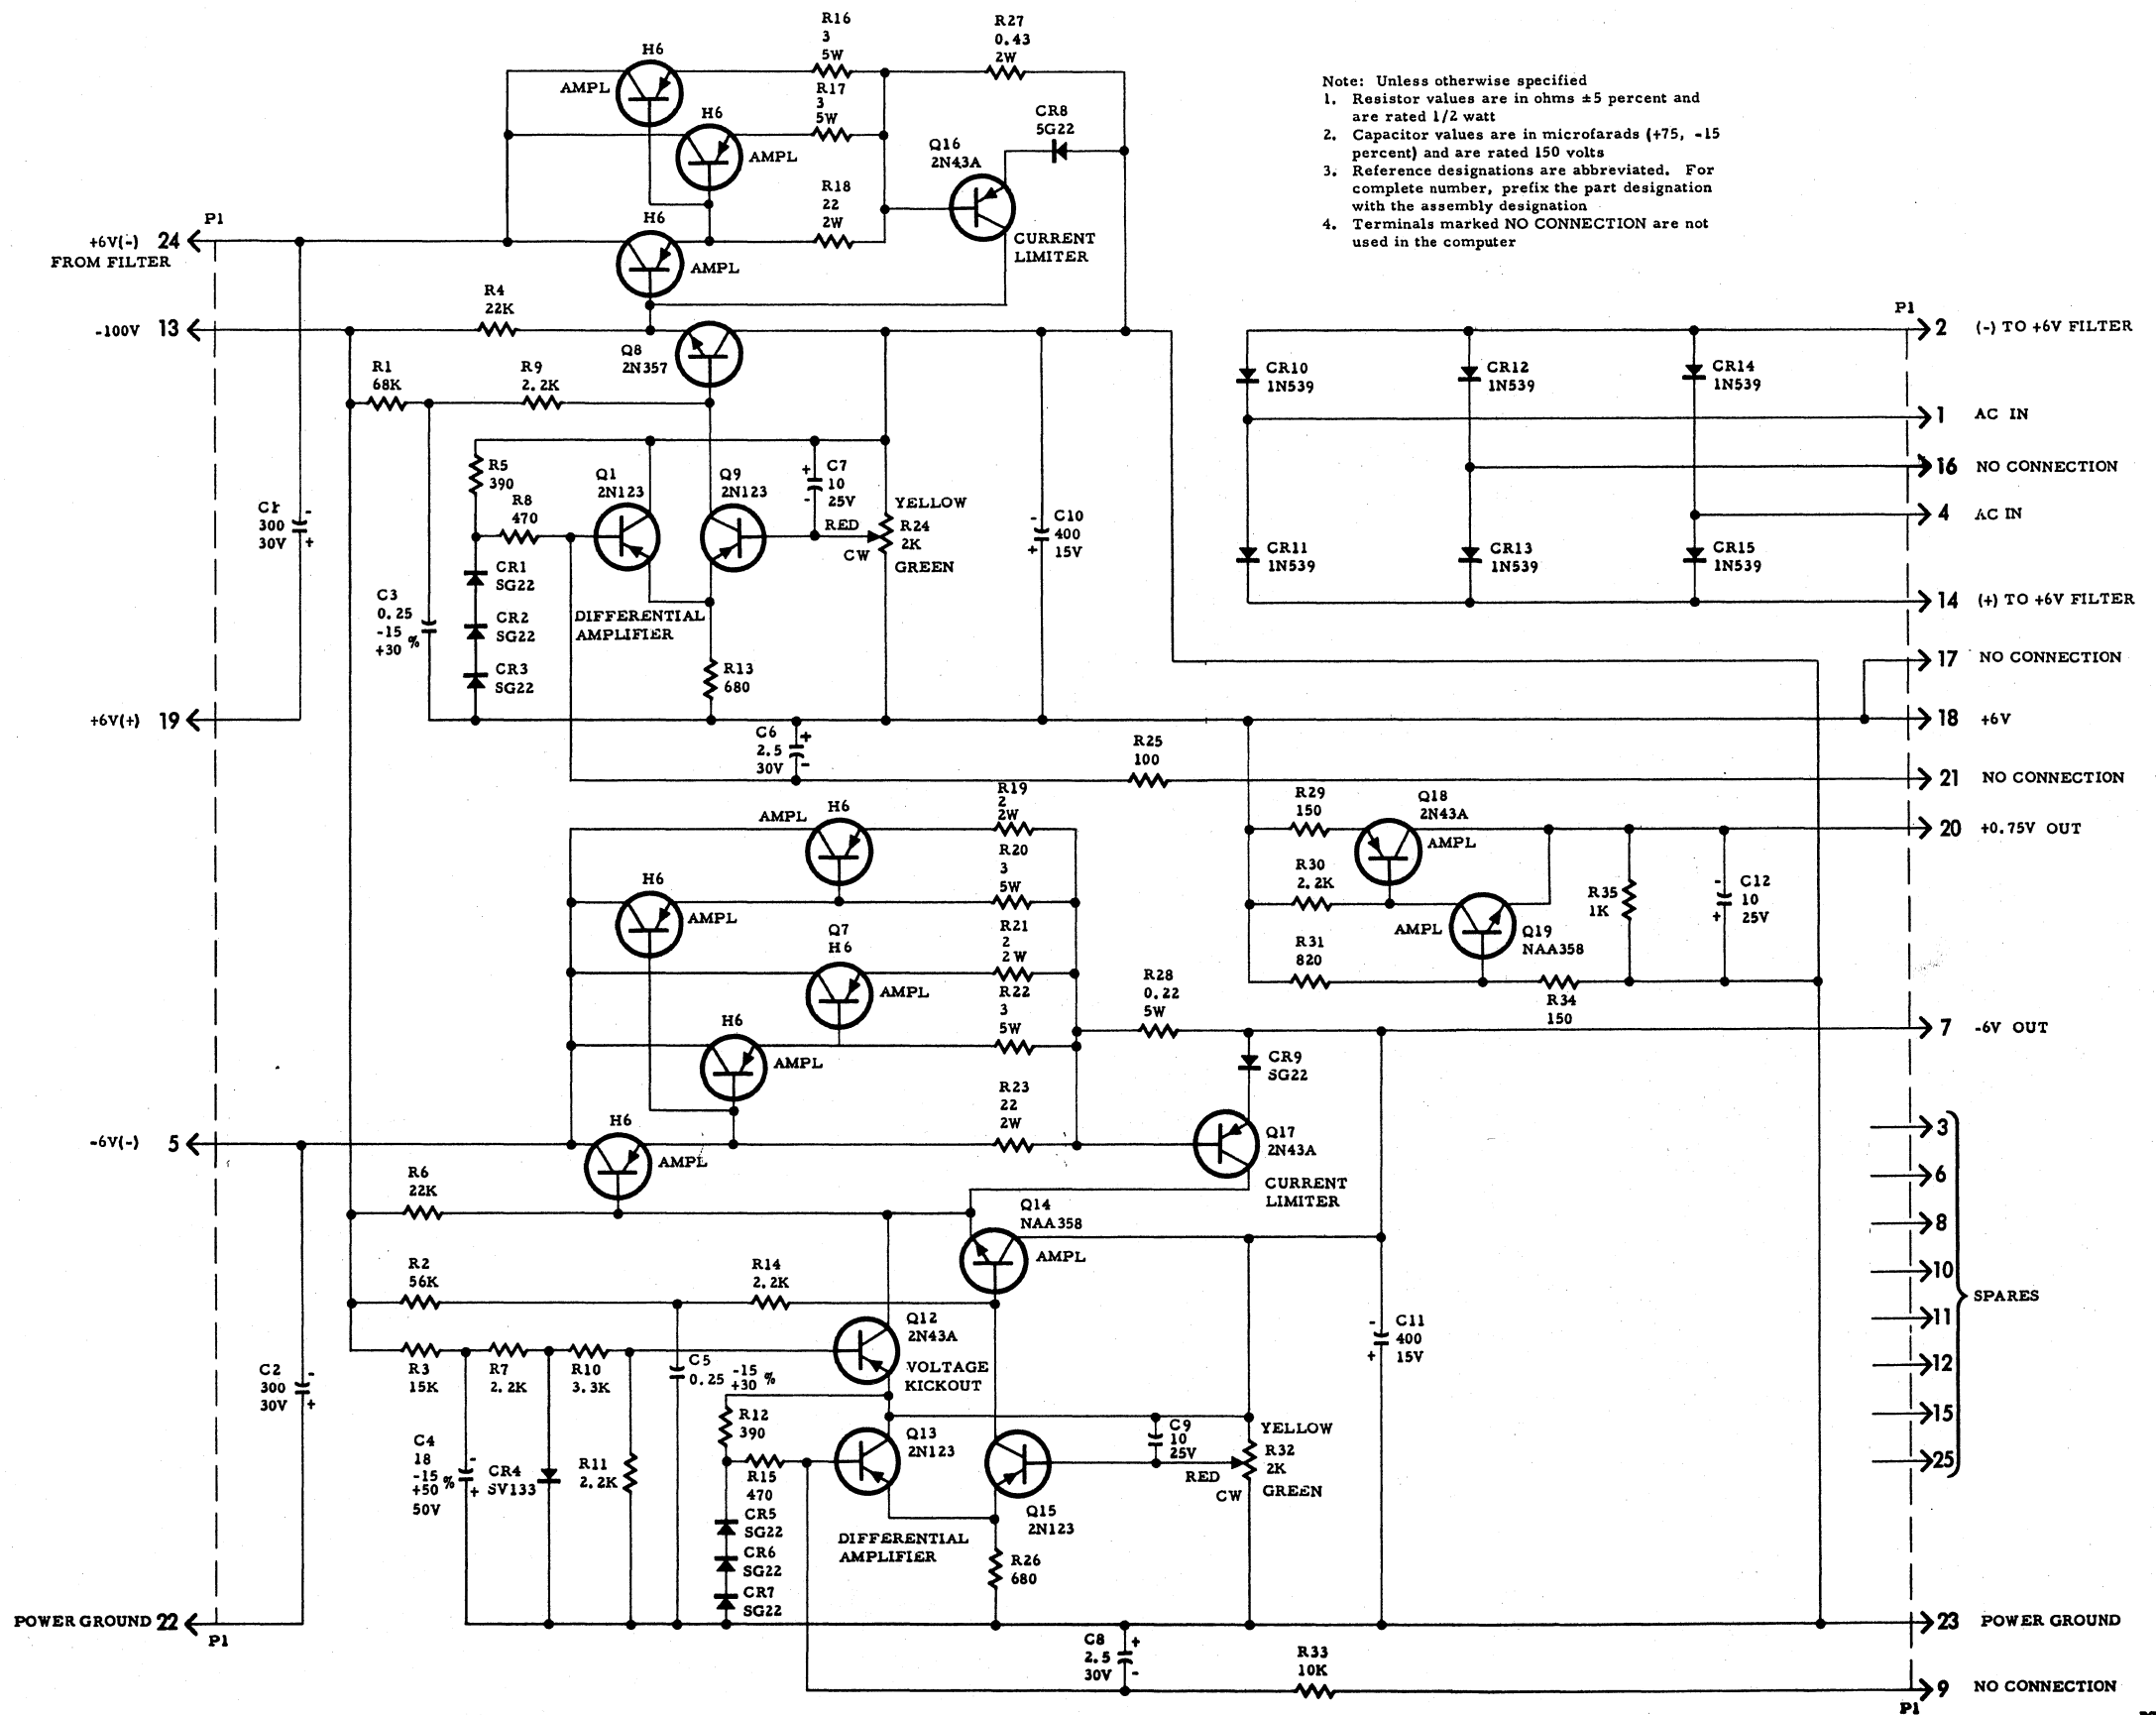 R16
3
5W
R27
0.43
2W
H6
AMPL
R17
3
5W
H6
AMPL
CR8
5G22
Q16
2N43A
R18
22
2W
H6
AMPL
CURRENT
LIMITER
Note: Unless otherwise specified
1. Resistor values are in ohms ±5 percent and
are rated 1/2 watt
2. Capacitor values are in microfarads (+75, -15
percent) and are rated 150 volts
3. Reference designations are abbreviated. For
complete number, prefix the part designation
with the assembly designation
4. Terminals marked NO CONNECTION are not
used in the computer
P1
+6V(-) 24
FROM FILTER
R4
22K
-100V 13
Q8
2N357
R1
68K
R9
2.2K
R5
390
R8
470
Q1
2N123
Q9
2N123
+
C7
10
-
25V
YELLOW
RED
R24
2K
CW
GREEN
C1
300
30V
-
+
-
+
C10
400
15V
CR1
SG22
CR2
SG22
CR3
SG22
C3
0.25
-15
+30 %
DIFFERENTIAL
AMPLIFIER
R13
680
+6V(+) 19
C6
2.5
30V
+
-
R25
100
P1
2 (-) TO +6V FILTER
CR10
1N539
CR12
1N539
CR14
1N539
1 AC IN
16 NO CONNECTION
4 AC IN
CR11
1N539
CR13
1N539
CR15
1N539
14 (+) TO +6V FILTER
17 NO CONNECTION
18 +6V
21 NO CONNECTION
R19
2
2W
H6
AMPL
R20
3
5W
H6
AMPL
Q7
H6
AMPL
R21
2
2W
R22
3
5W
H6
AMPL
R23
22
2W
H6
AMPL
R29
150
Q18
2N43A
AMPL
R30
2.2K
AMPL
Q19
NAA358
R31
820
R34
150
R35
1K
-
+
C12
10
25V
20 +0.75V OUT
R28
0.22
5W
7 -6V OUT
CR9
SG22
Q17
2N43A
CURRENT
LIMITER
-6V(-) 5
R6
22K
Q14
NAA358
AMPL
R2
56K
R14
2.2K
Q12
2N43A
VOLTAGE
KICKOUT
R3
15K
R7
2.2K
R10
3.3K
C5
0.25 -15
+30 %
C2
300
30V
-
+
-
+
C11
400
15V
R12
390
Q13
2N123
C9
10
25V
YELLOW
R32
2K
RED
CW
GREEN
C4
18
-15
+50 %
50V
-
+
CR4
SV133
R11
2.2K
R15
470
CR5
SG22
CR6
SG22
CR7
SG22
Q15
2N123
DIFFERENTIAL
AMPLIFIER
R26
680
3
6
8
10
11
12
15
25
SPARES
POWER GROUND 22
P1
23 POWER GROUND
C8
2.5
30V
+
-
R33
10K
9 NO CONNECTION
P1